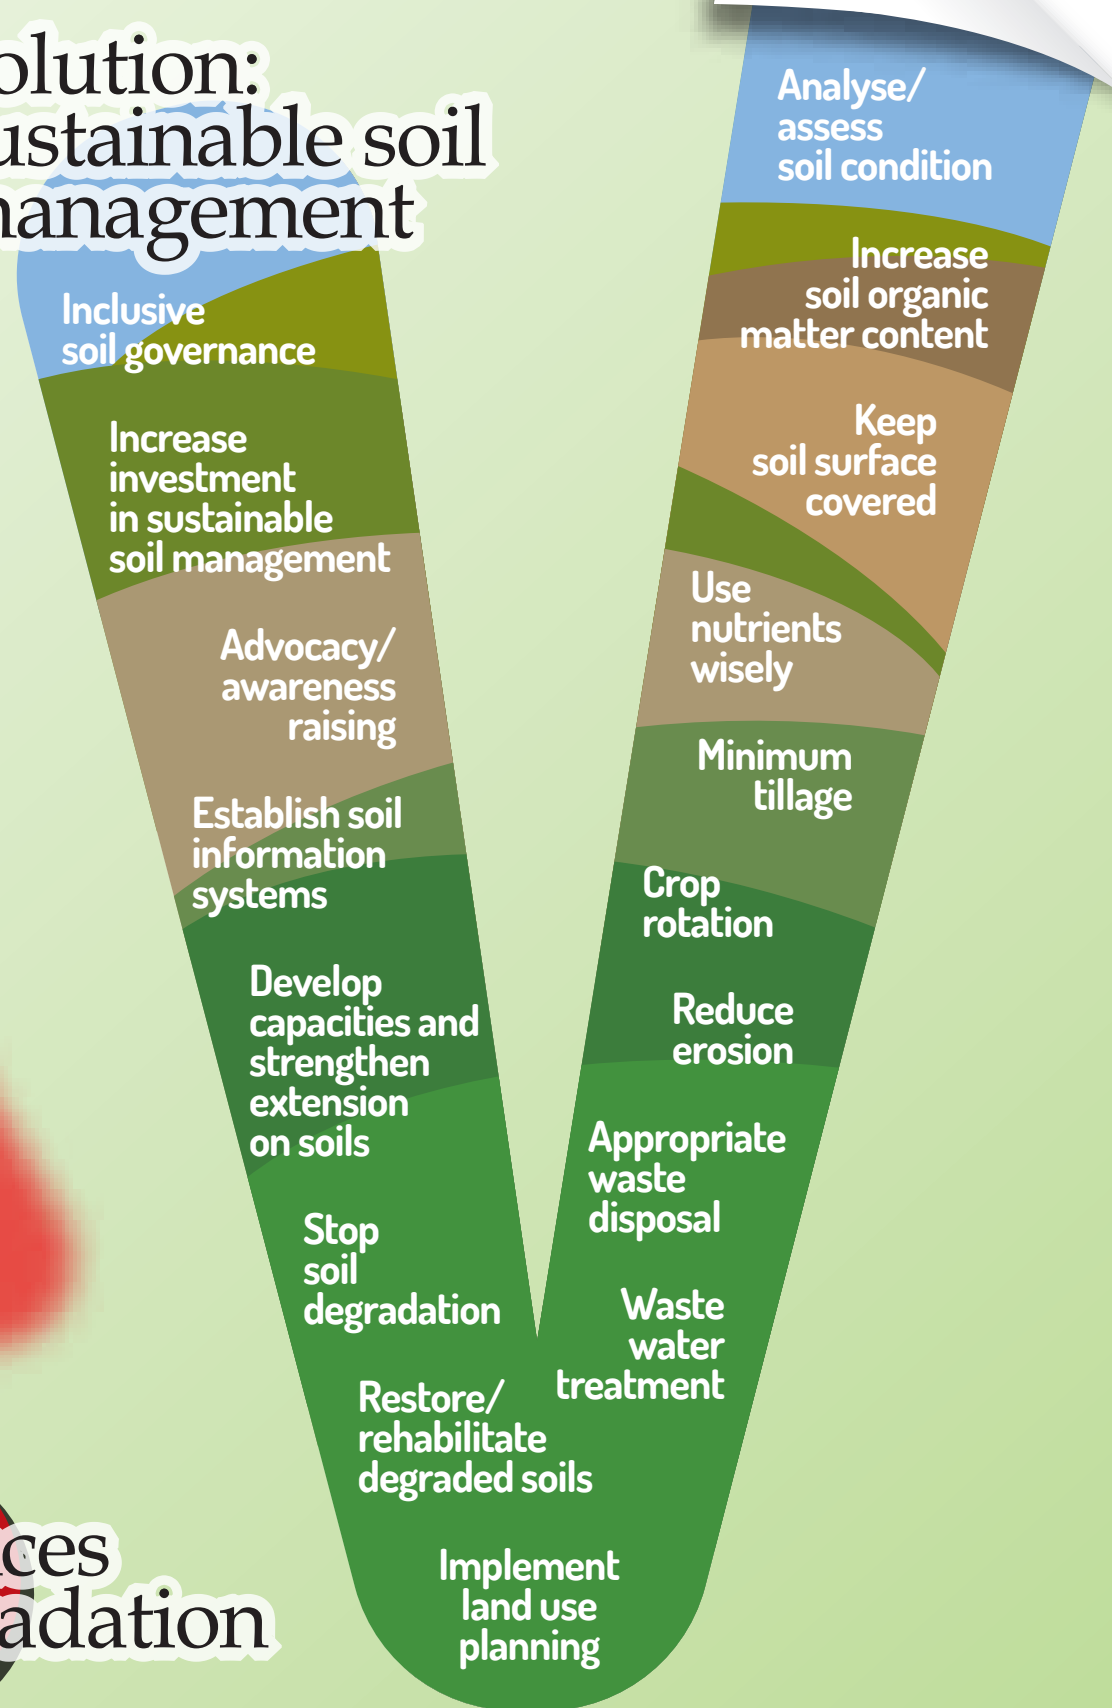 olution:
ustainable soil
anagement
Inclusive
soil governance
Increase
investment
in sustainable
soil management
Advocacy/
awareness
raising
Establish soil
information
systems
Develop
capacities and
strengthen
extension
on soils
Stop
soil
degradation
Restore/
rehabilitate
degraded soils
Implement
land use
planning
Analyse/
assess
soil condition
Increase
soil organic
matter content
Keep
soil surface
covered
Use
nutrients
wisely
Minimum
tillage
Crop
rotation
Reduce
erosion
Appropriate
waste
disposal
Waste
water
treatment
ces
adation